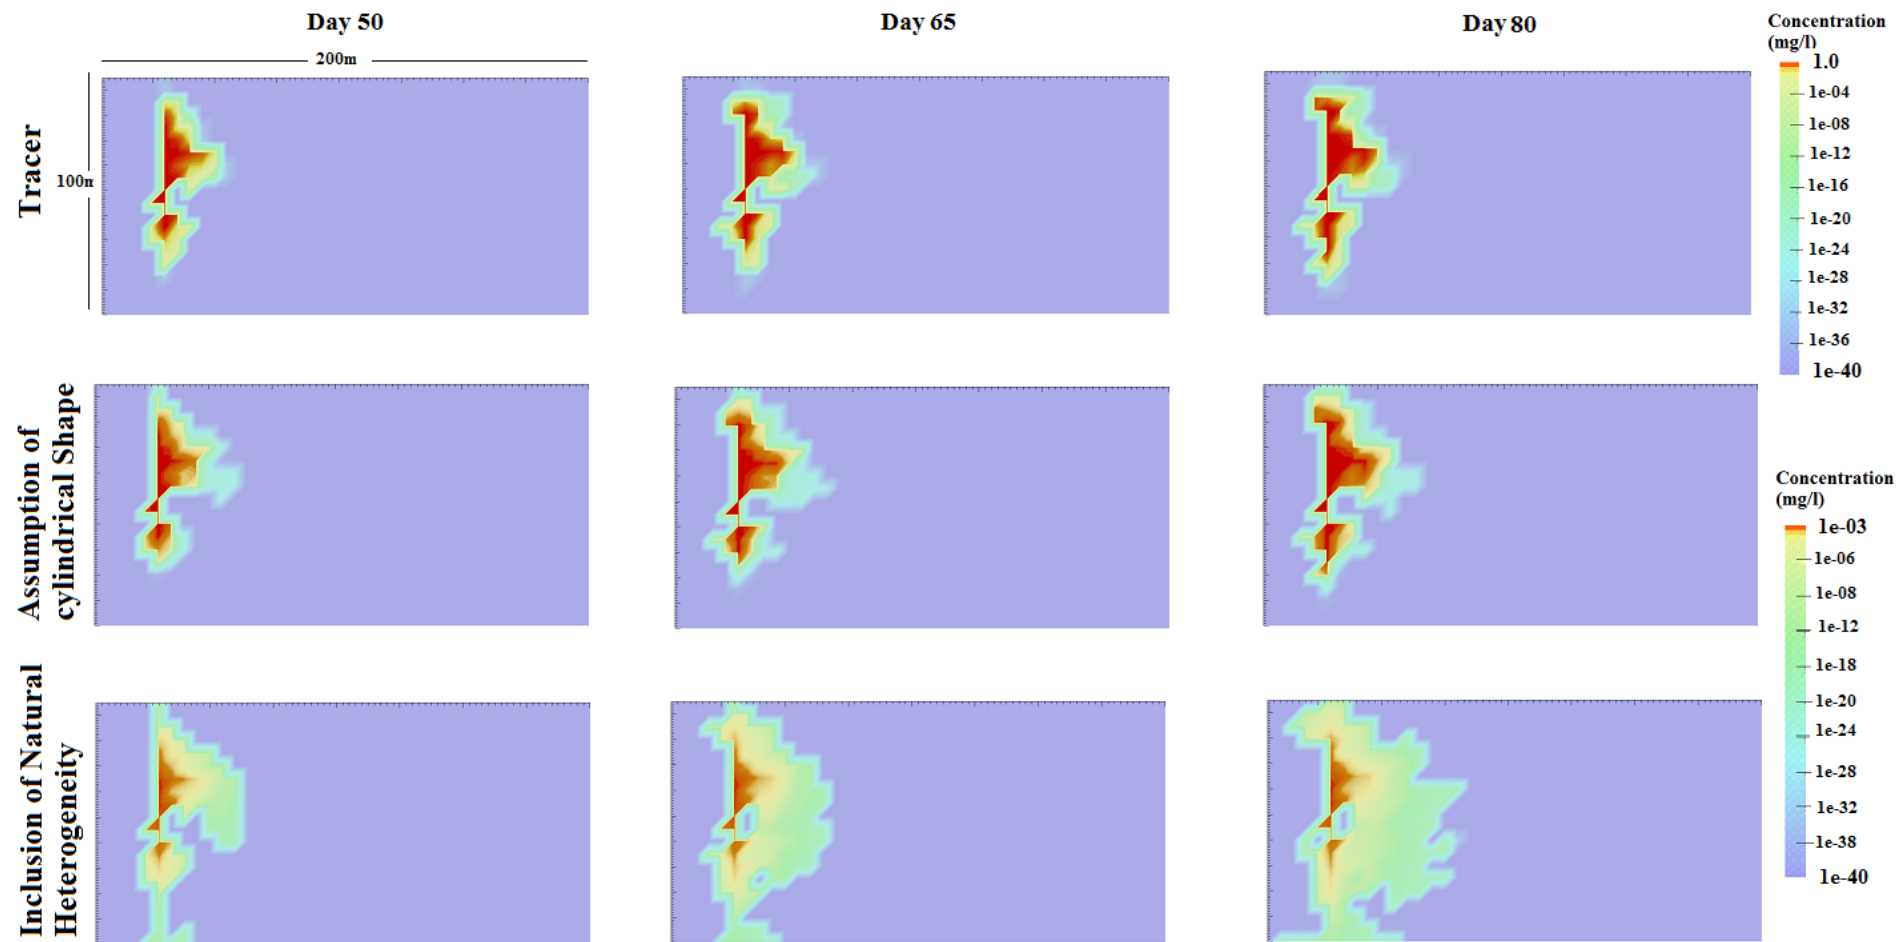 Day 50
Day 65
Day 80
200m
100m
Tracer
Concentration
(mg/l)
1.0
1e-04
1e-08
1e-12
1e-16
1e-20
1e-24
1e-28
1e-32
1e-36
1e-40
Assumption of
cylindrical Shape
Concentration
(mg/l)
1e-03
1e-06
1e-08
1e-12
1e-18
1e-20
1e-24
1e-28
1e-32
1e-38
1e-40
Inclusion of Natural
Heterogeneity